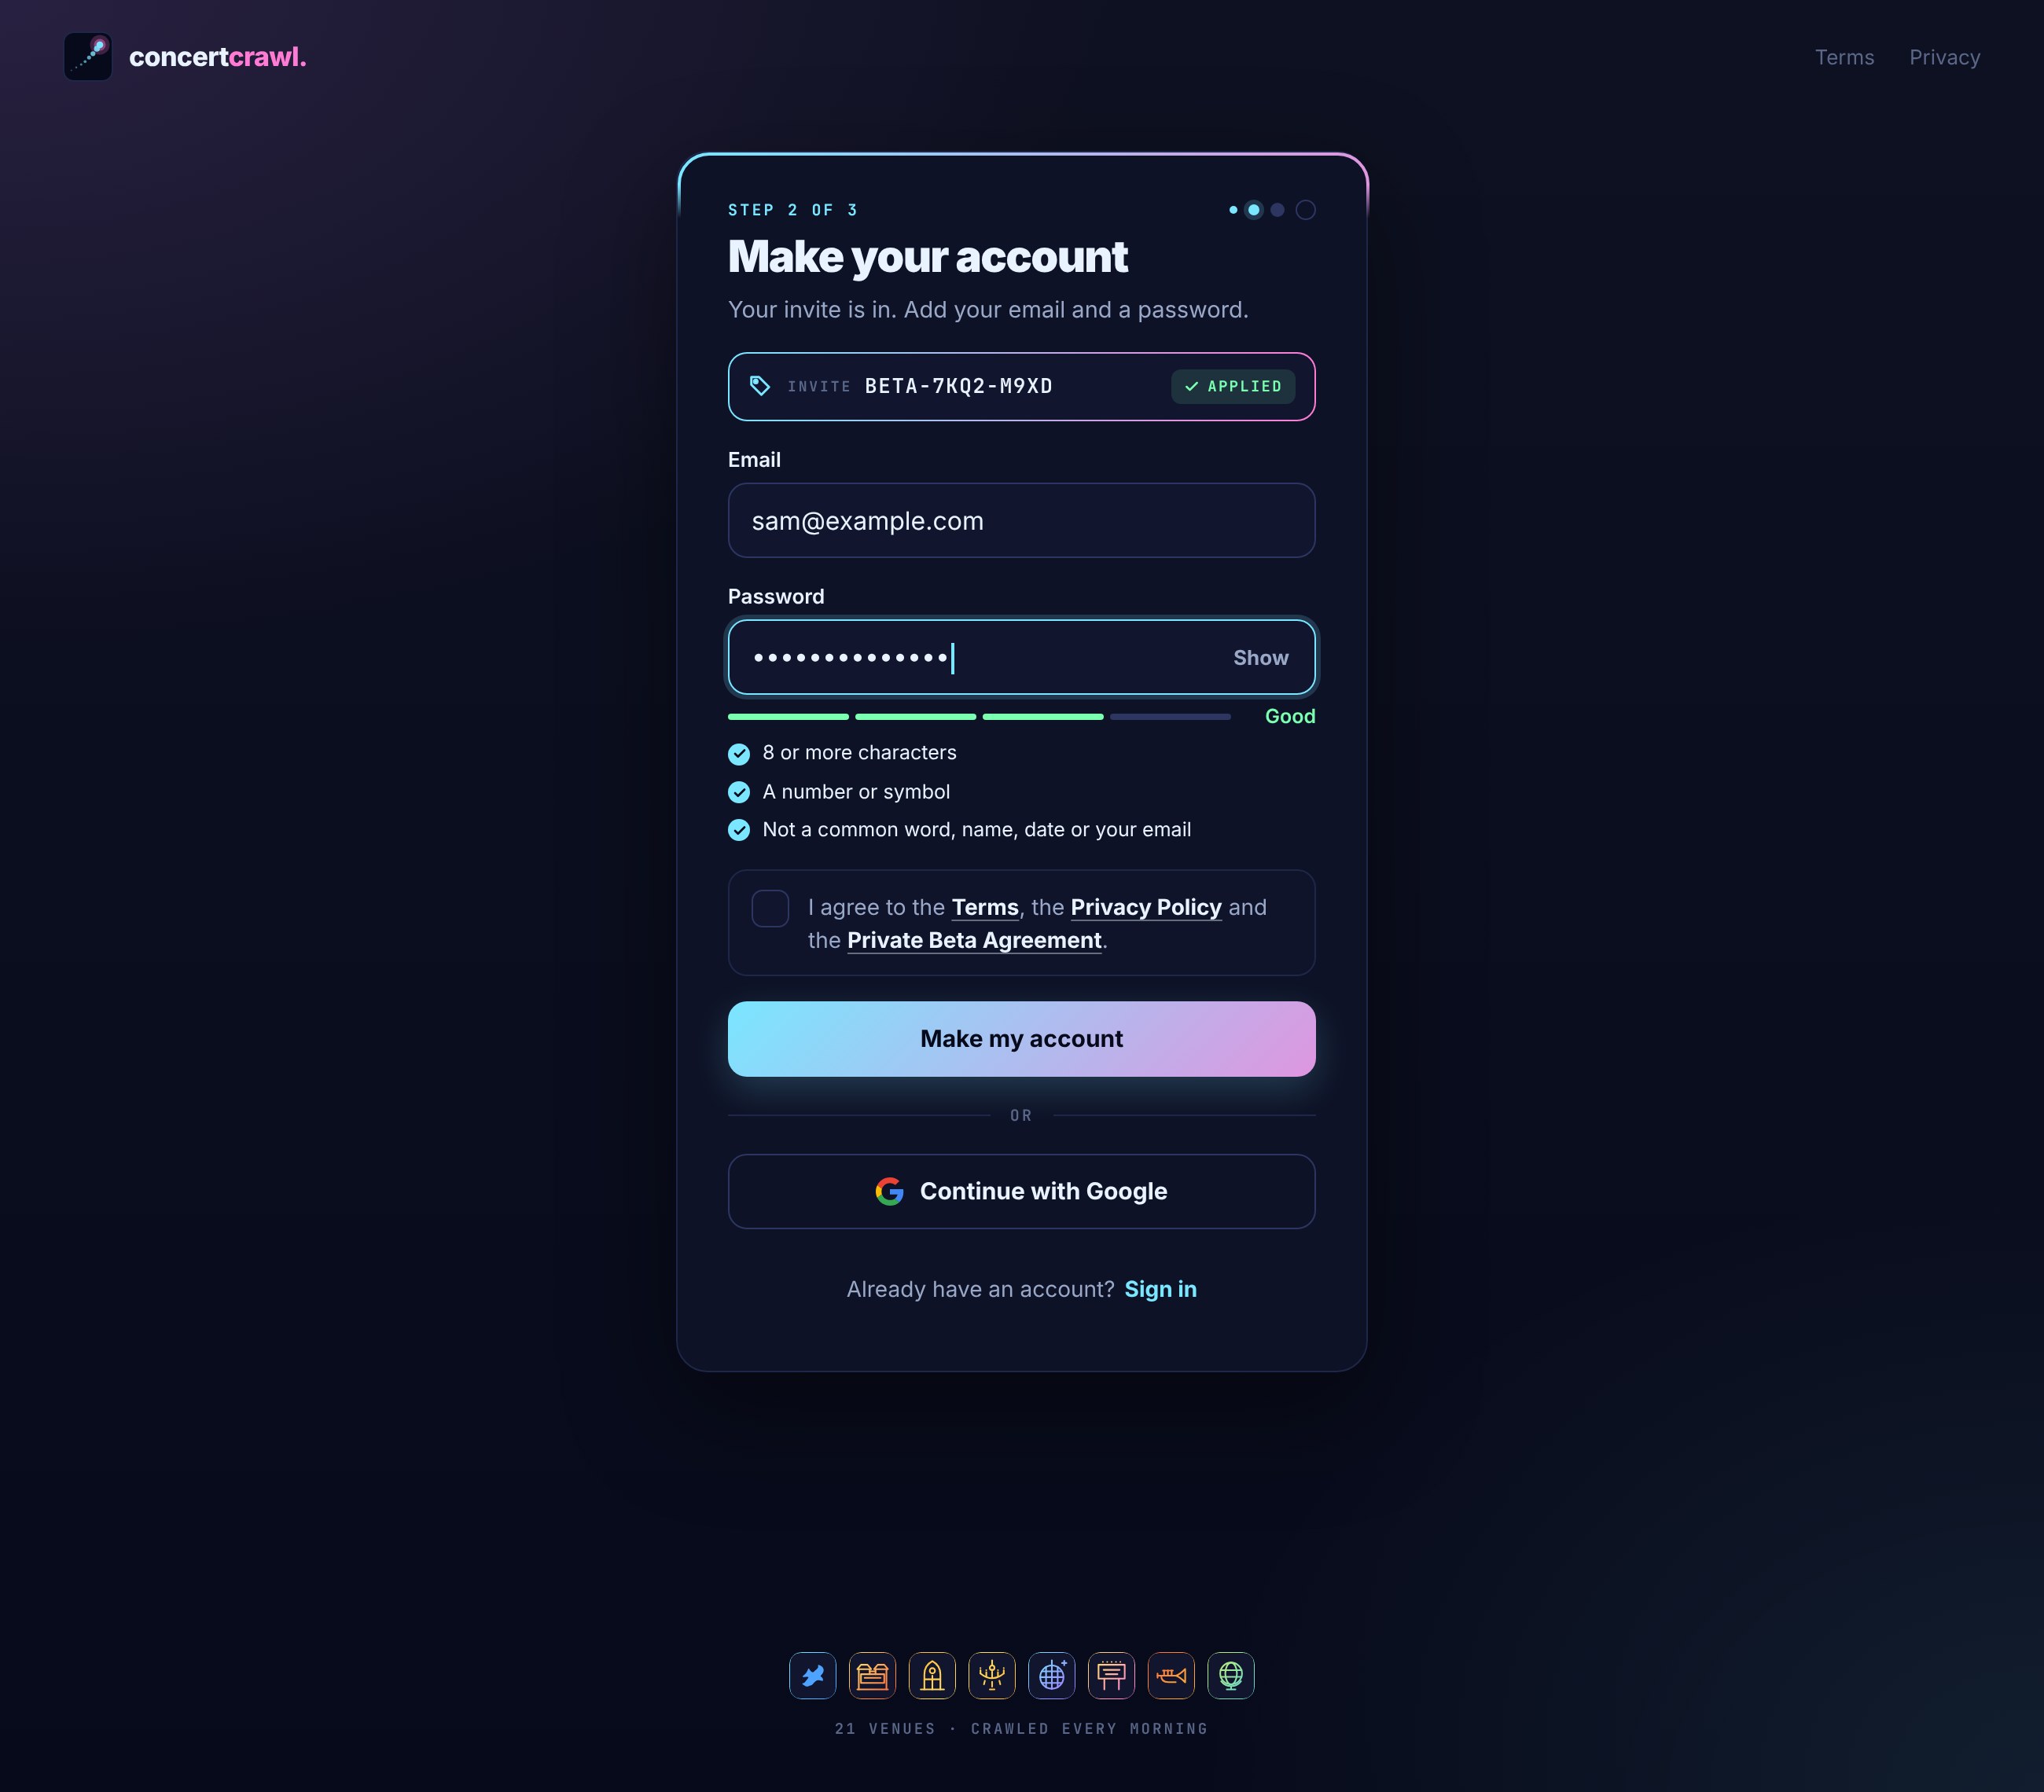 concertcrawl.
Terms Privacy
STEP 2 OF 3
Make your account
Your invite is in. Add your email and a password.
INVITE BETA-7KQ2-M9XD APPLIED
Email
sam@example.com
Password
Show
Good
8 or more characters
A number or symbol
Not a common word, name, date or your email
I agree to the Terms, the Privacy Policy and
the Private Beta Agreement.
Make my account
OR
Continue with Google
Already have an account? Sign in
21 VENUES · CRAWLED EVERY MORNING